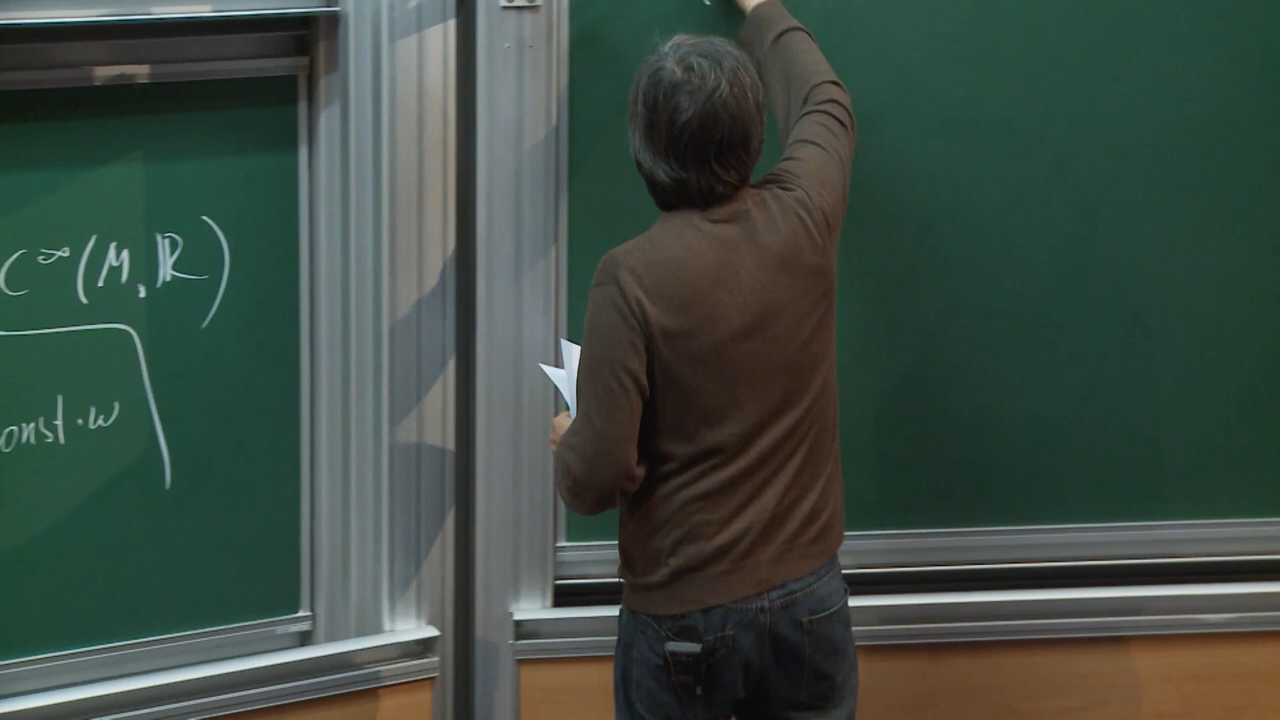 C^∞(M, ℝ)
onst · ω